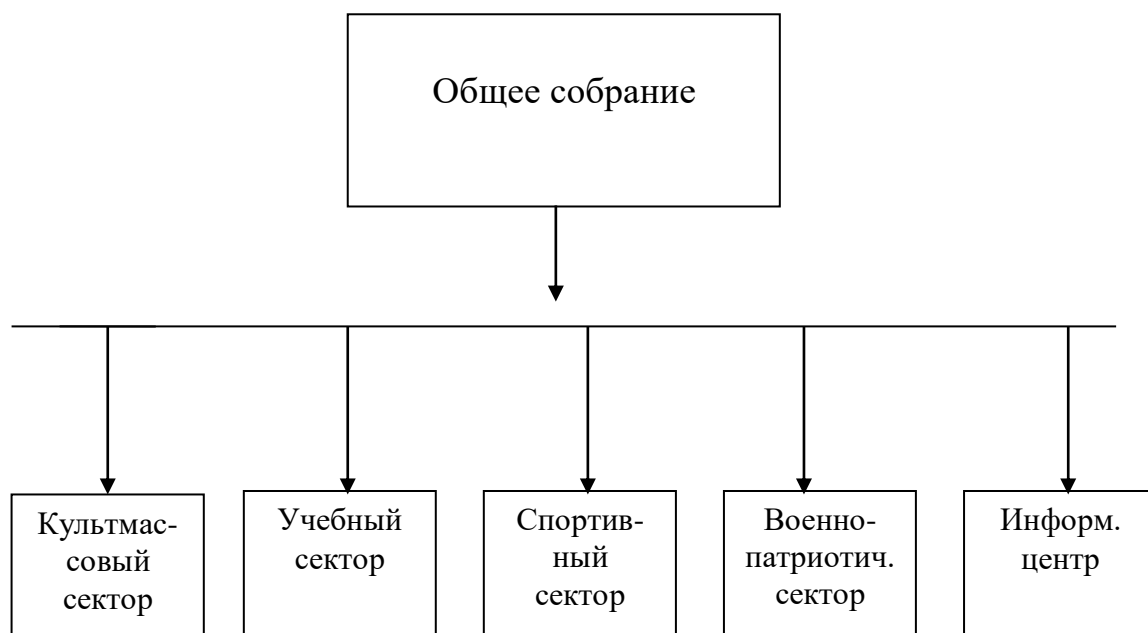 Общее собрание
Культмас-
совый
сектор
Учебный
сектор
Спортив-
ный
сектор
Военно-
патриотич.
сектор
Информ.
центр